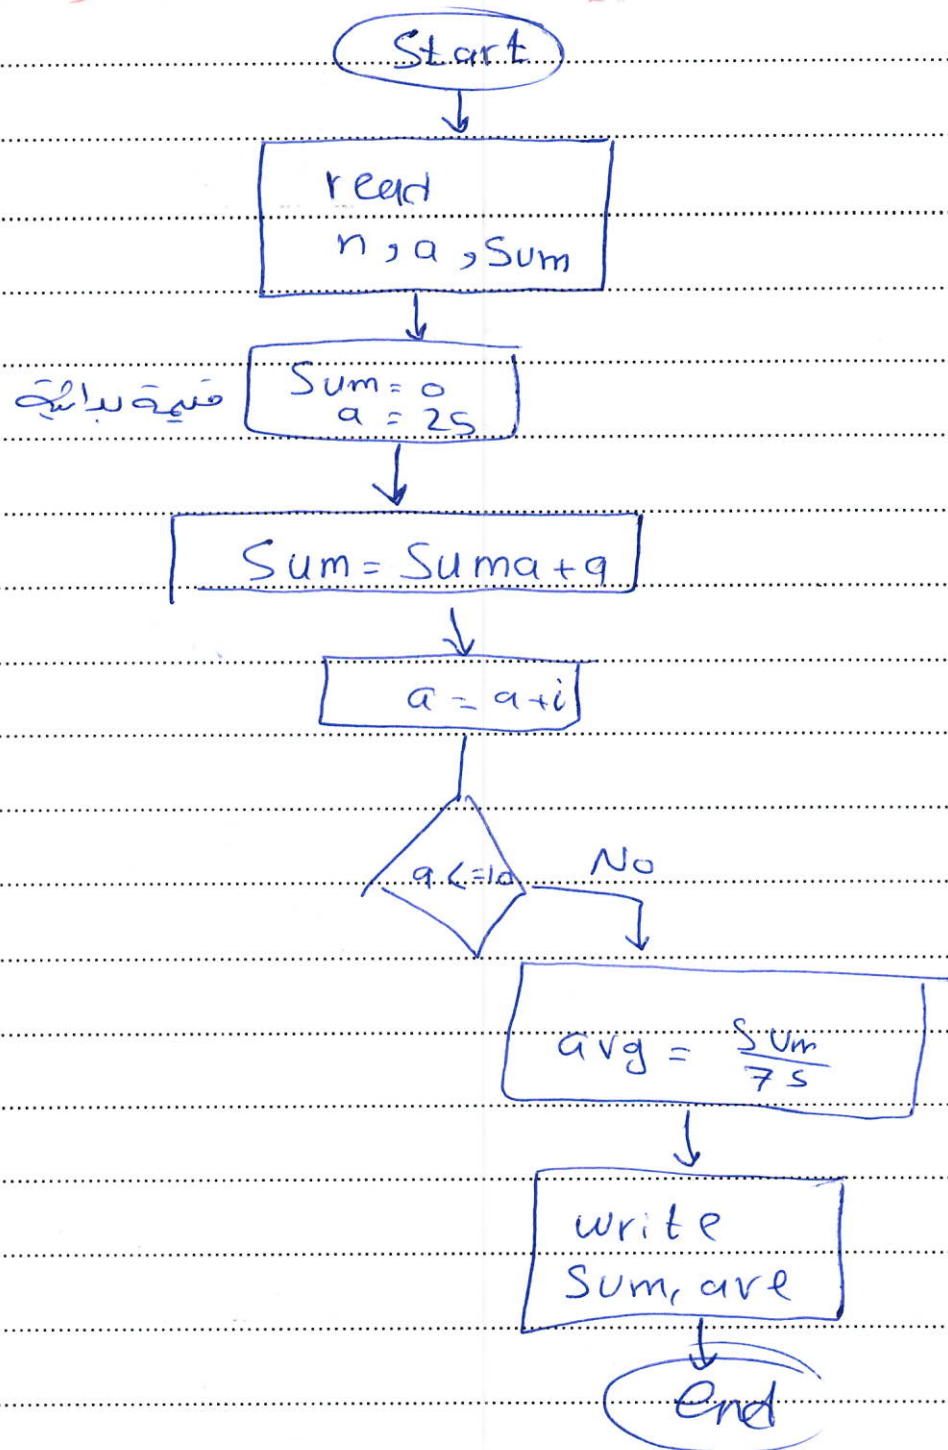 Start
read
n, a, Sum
Sum = 0
a = 25
قيمة بدائية
Sum = Suma + a
a = a + i
a <= 10
No
avg = Sum / 75
write
Sum, ave
end